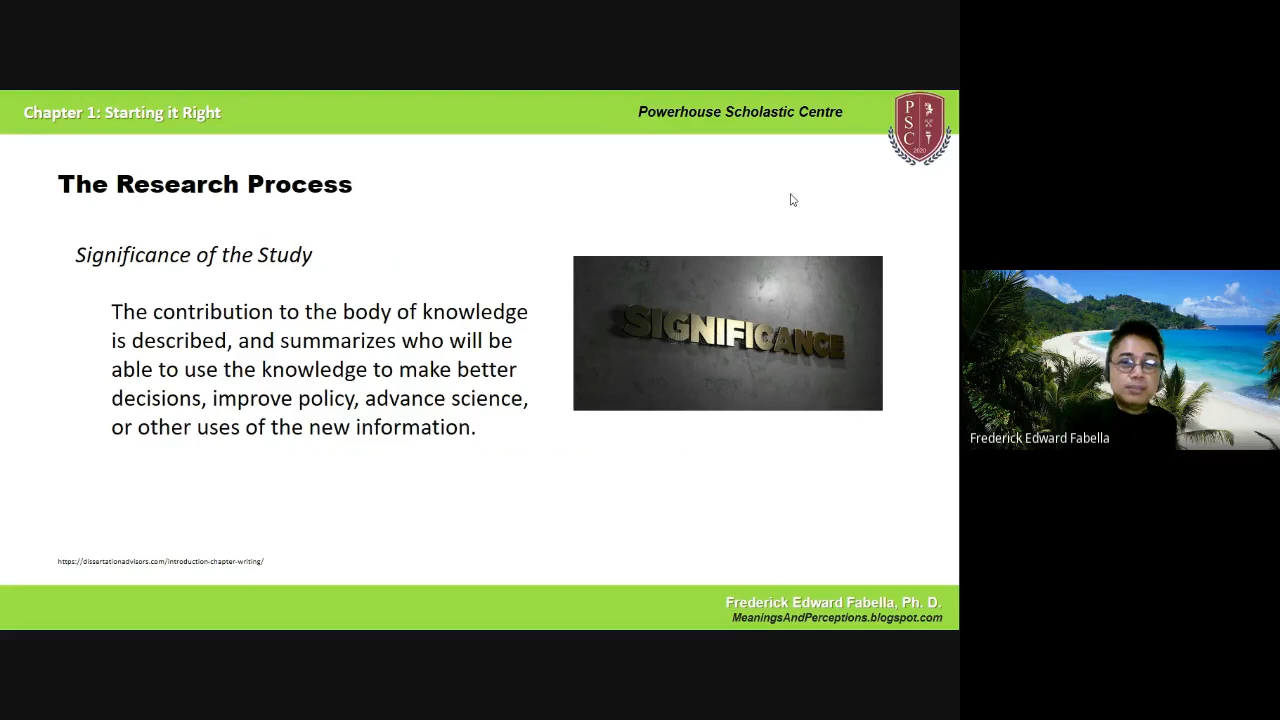 Chapter 1: Starting it Right
Powerhouse Scholastic Centre
P
S
C
2020
The Research Process
Significance of the Study
The contribution to the body of knowledge
is described, and summarizes who will be
able to use the knowledge to make better
decisions, improve policy, advance science,
or other uses of the new information.
SIGNIFICANCE
https://dissertationadvisors.com/introduction-chapter-writing/
Frederick Edward Fabella, Ph. D.
MeaningsAndPerceptions.blogspot.com
Frederick Edward Fabella